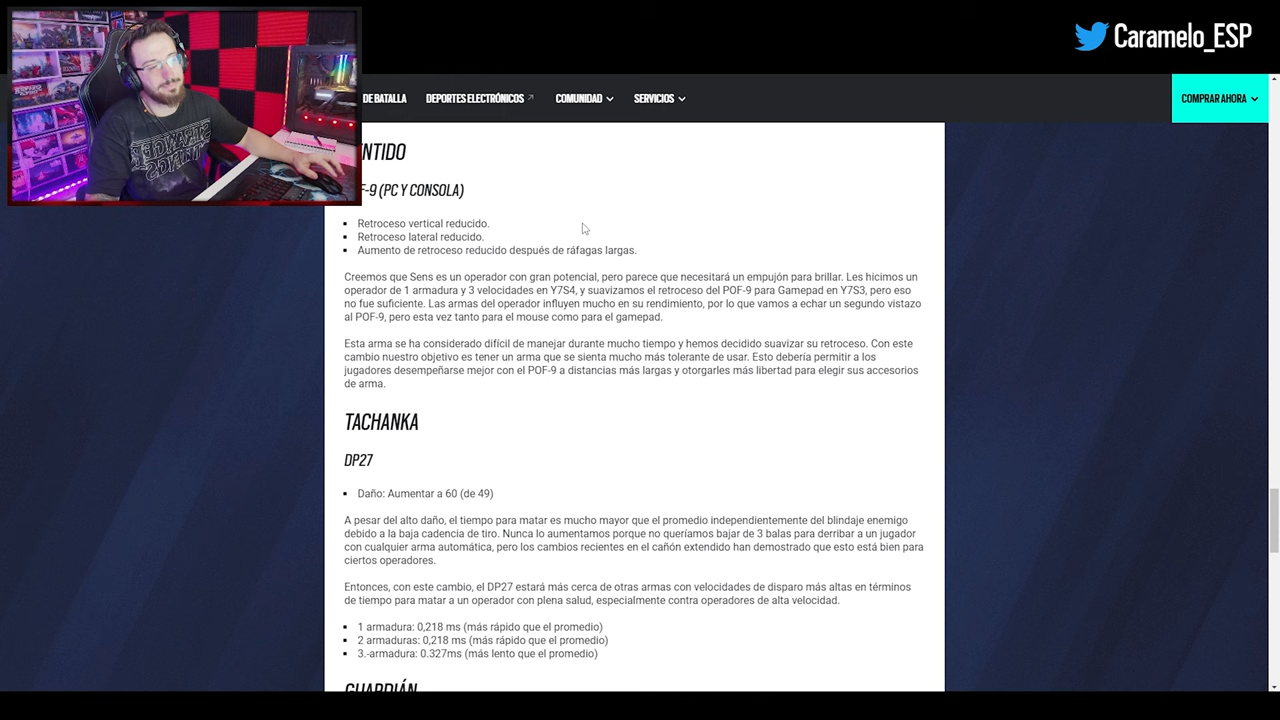 Caramelo_ESP
DE BATALLA
DEPORTES ELECTRÓNICOS
COMUNIDAD
SERVICIOS
COMPRAR AHORA
NTIDO
F-9 (PC Y CONSOLA)
Retroceso vertical reducido.
Retroceso lateral reducido.
Aumento de retroceso reducido después de ráfagas largas.
Creemos que Sens es un operador con gran potencial, pero parece que necesitará un empujón para brillar. Les hicimos un
operador de 1 armadura y 3 velocidades en Y7S4, y suavizamos el retroceso del POF-9 para Gamepad en Y7S3, pero eso
no fue suficiente. Las armas del operador influyen mucho en su rendimiento, por lo que vamos a echar un segundo vistazo
al POF-9, pero esta vez tanto para el mouse como para el gamepad.
Esta arma se ha considerado difícil de manejar durante mucho tiempo y hemos decidido suavizar su retroceso. Con este
cambio nuestro objetivo es tener un arma que se sienta mucho más tolerante de usar. Esto debería permitir a los
jugadores desempeñarse mejor con el POF-9 a distancias más largas y otorgarles más libertad para elegir sus accesorios
de arma.
TACHANKA
DP27
Daño: Aumentar a 60 (de 49)
A pesar del alto daño, el tiempo para matar es mucho mayor que el promedio independientemente del blindaje enemigo
debido a la baja cadencia de tiro. Nunca lo aumentamos porque no queríamos bajar de 3 balas para derribar a un jugador
con cualquier arma automática, pero los cambios recientes en el cañón extendido han demostrado que esto está bien para
ciertos operadores.
Entonces, con este cambio, el DP27 estará más cerca de otras armas con velocidades de disparo más altas en términos
de tiempo para matar a un operador con plena salud, especialmente contra operadores de alta velocidad.
1 armadura: 0,218 ms (más rápido que el promedio)
2 armaduras: 0,218 ms (más rápido que el promedio)
3.-armadura: 0.327ms (más lento que el promedio)
GUARDIÁN